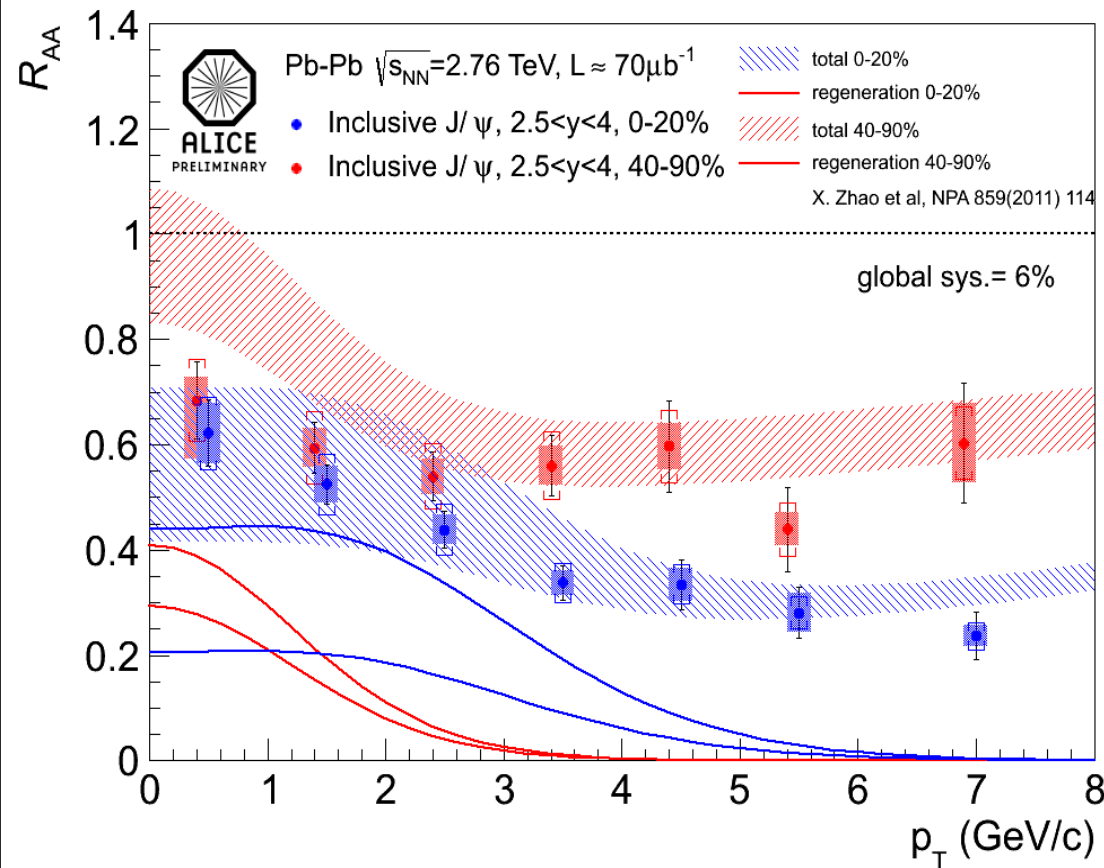 R_AA
1.4
1.2
1
0.8
0.6
0.4
0.2
0
ALICE
PRELIMINARY
Pb-Pb √s_NN=2.76 TeV, L ≈ 70μb⁻¹
Inclusive J/ ψ, 2.5<y<4, 0-20%
Inclusive J/ ψ, 2.5<y<4, 40-90%
total 0-20%
regeneration 0-20%
total 40-90%
regeneration 40-90%
X. Zhao et al, NPA 859(2011) 114
global sys.= 6%
0 1 2 3 4 5 6 7 8
p_T (GeV/c)